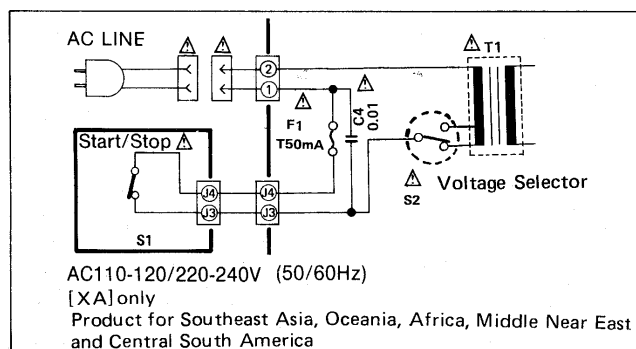 AC LINE
⚠ ⚠ ⚠ T1
② ⚠
① ⚠
F1
T50mA
C4
0.01
Start/Stop ⚠
J4 J4
J3 J3
S1
⚠
S2
Voltage Selector
AC110-120/220-240V (50/60Hz)
[XA] only
Product for Southeast Asia, Oceania, Africa, Middle Near East
and Central South America